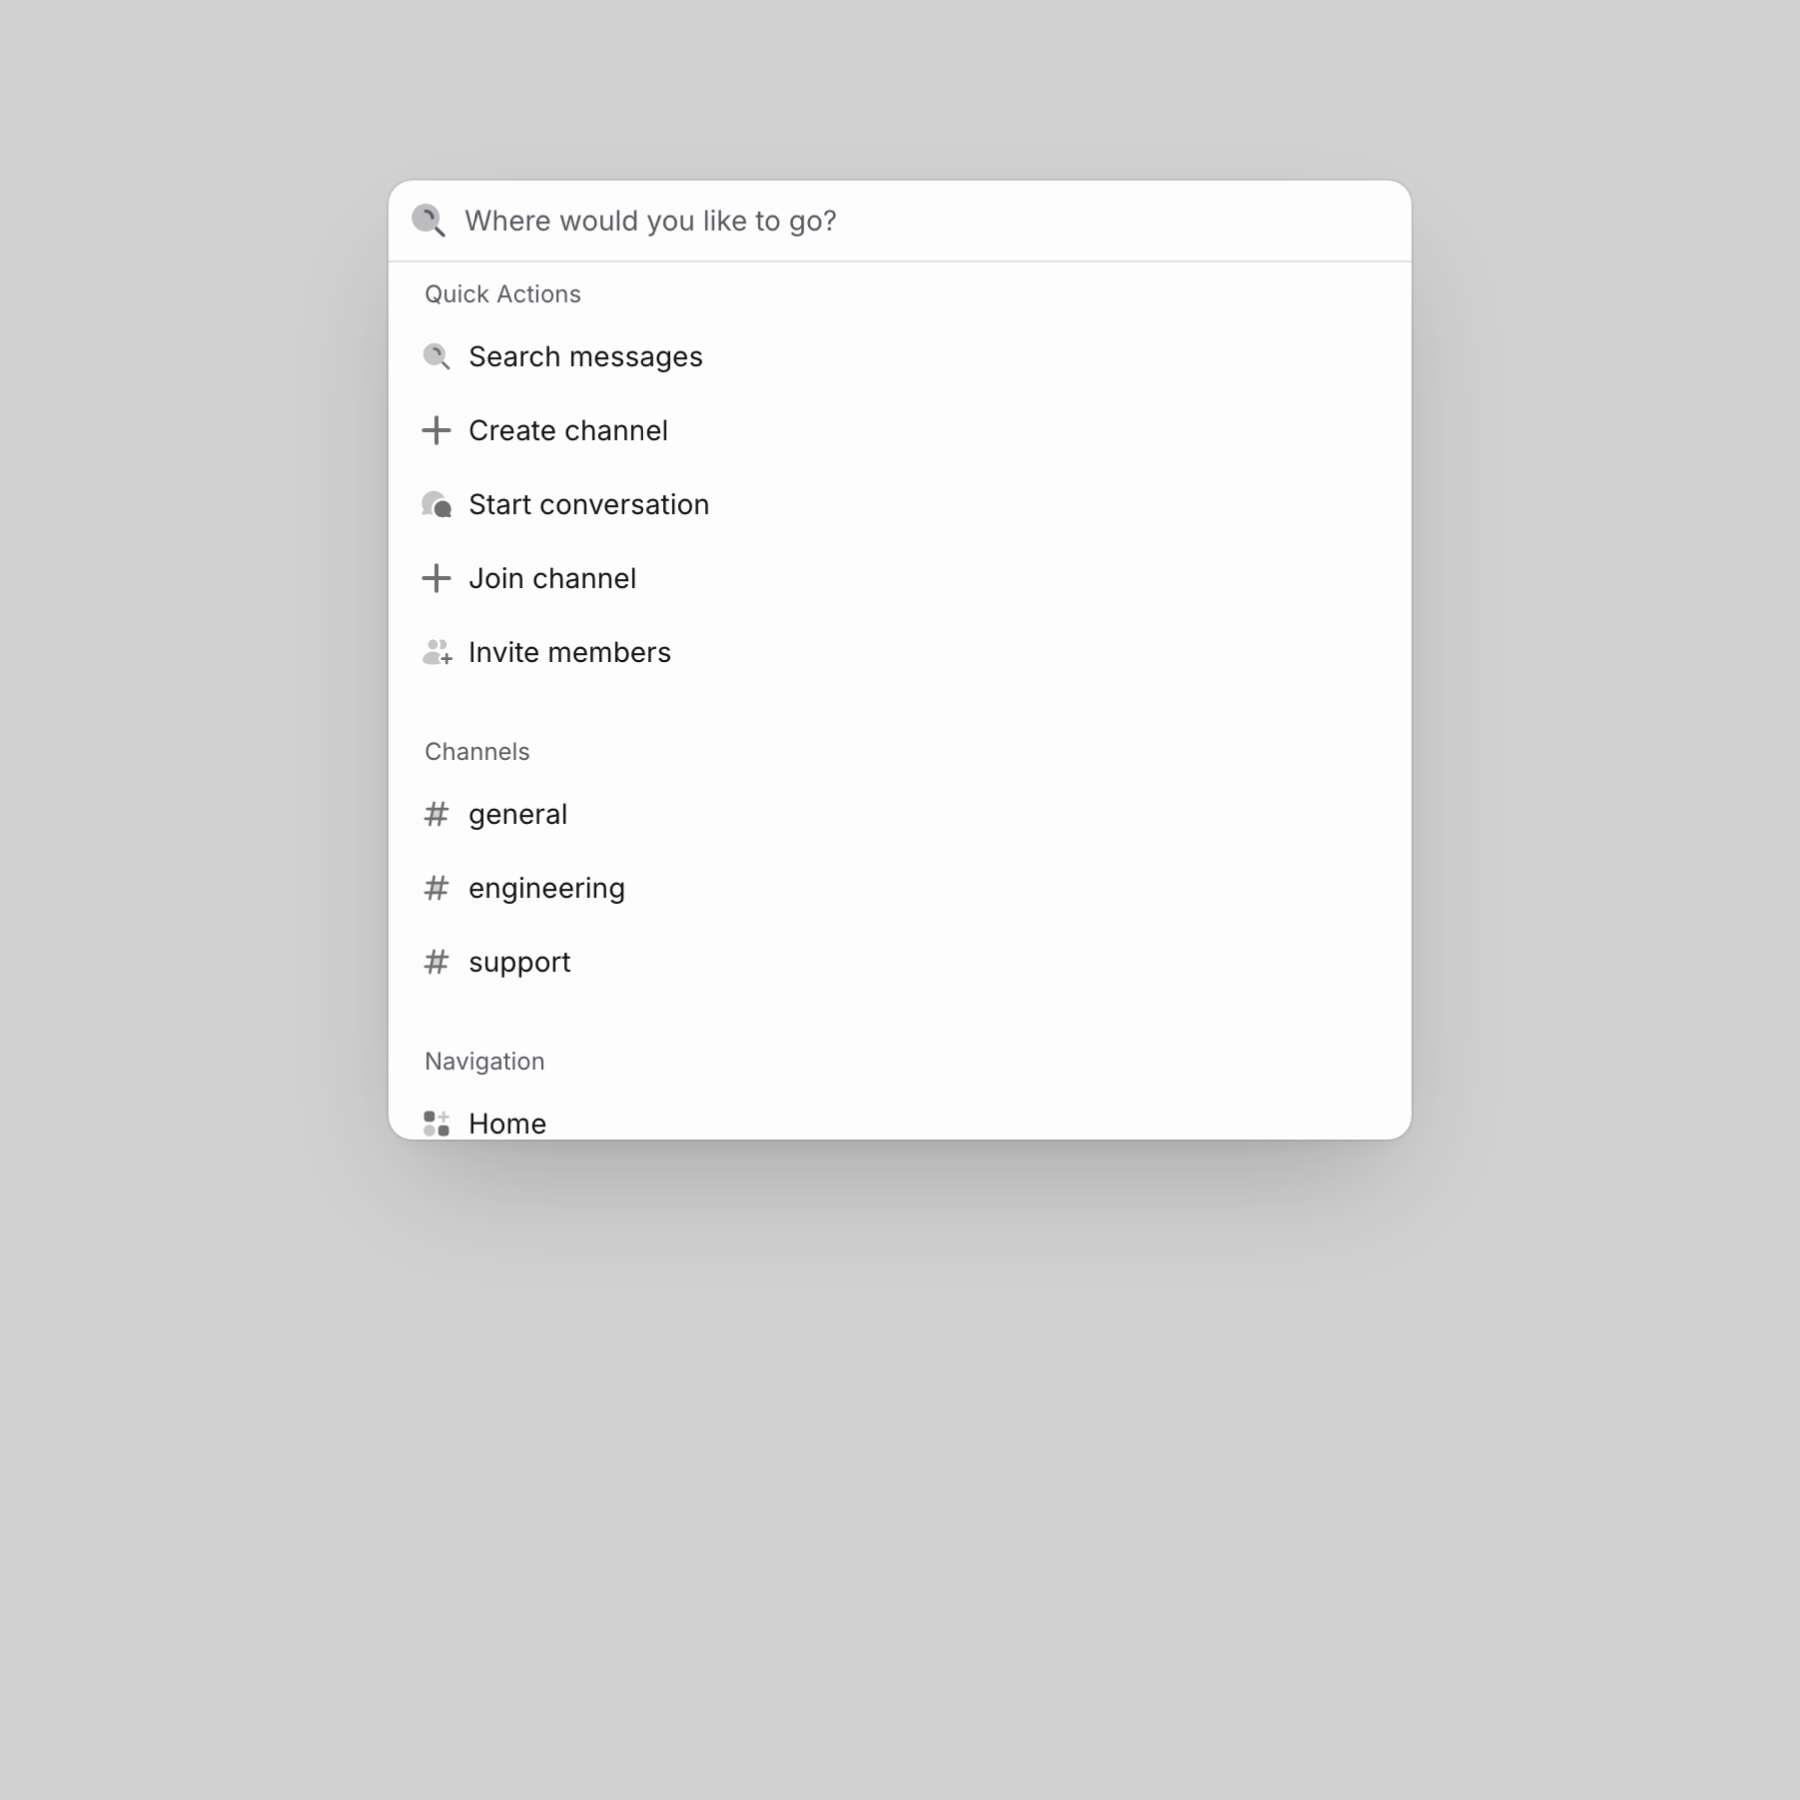 Where would you like to go?
Quick Actions
Search messages
Create channel
Start conversation
Join channel
Invite members
Channels
# general
# engineering
# support
Navigation
Home